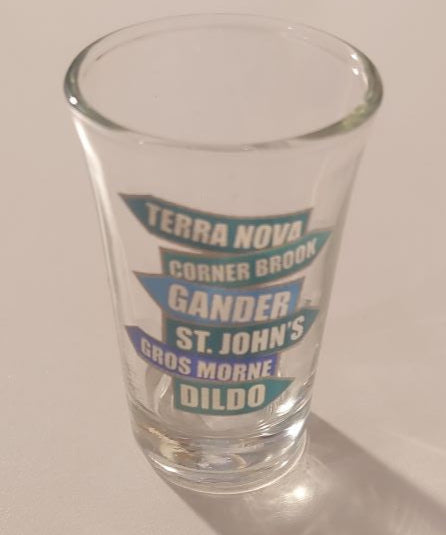 TERRA NOVA
CORNER BROOK
GANDER
ST. JOHN'S
GROS MORNE
DILDO